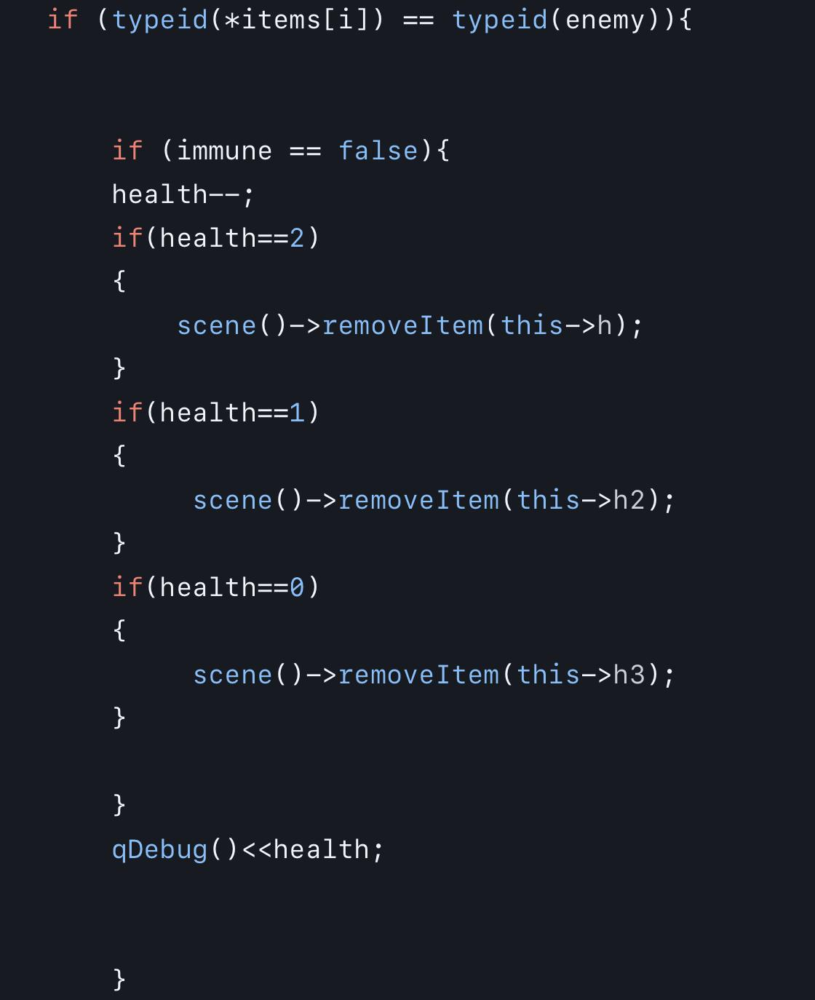 if (typeid(*items[i]) == typeid(enemy)){
if (immune == false){
health--;
if(health==2)
{
scene()->removeItem(this->h);
}
if(health==1)
{
scene()->removeItem(this->h2);
}
if(health==0)
{
scene()->removeItem(this->h3);
}
}
qDebug()<<health;
}